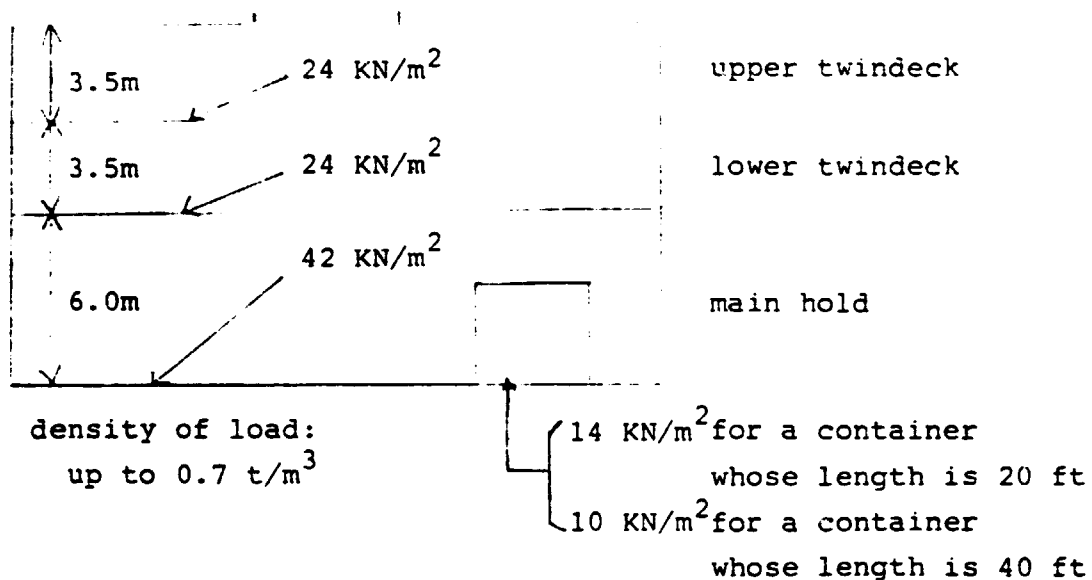 3.5m 24 KN/m² upper twindeck
3.5m 24 KN/m² lower twindeck
42 KN/m²
6.0m main hold
density of load:
up to 0.7 t/m³
14 KN/m² for a container
whose length is 20 ft
10 KN/m² for a container
whose length is 40 ft